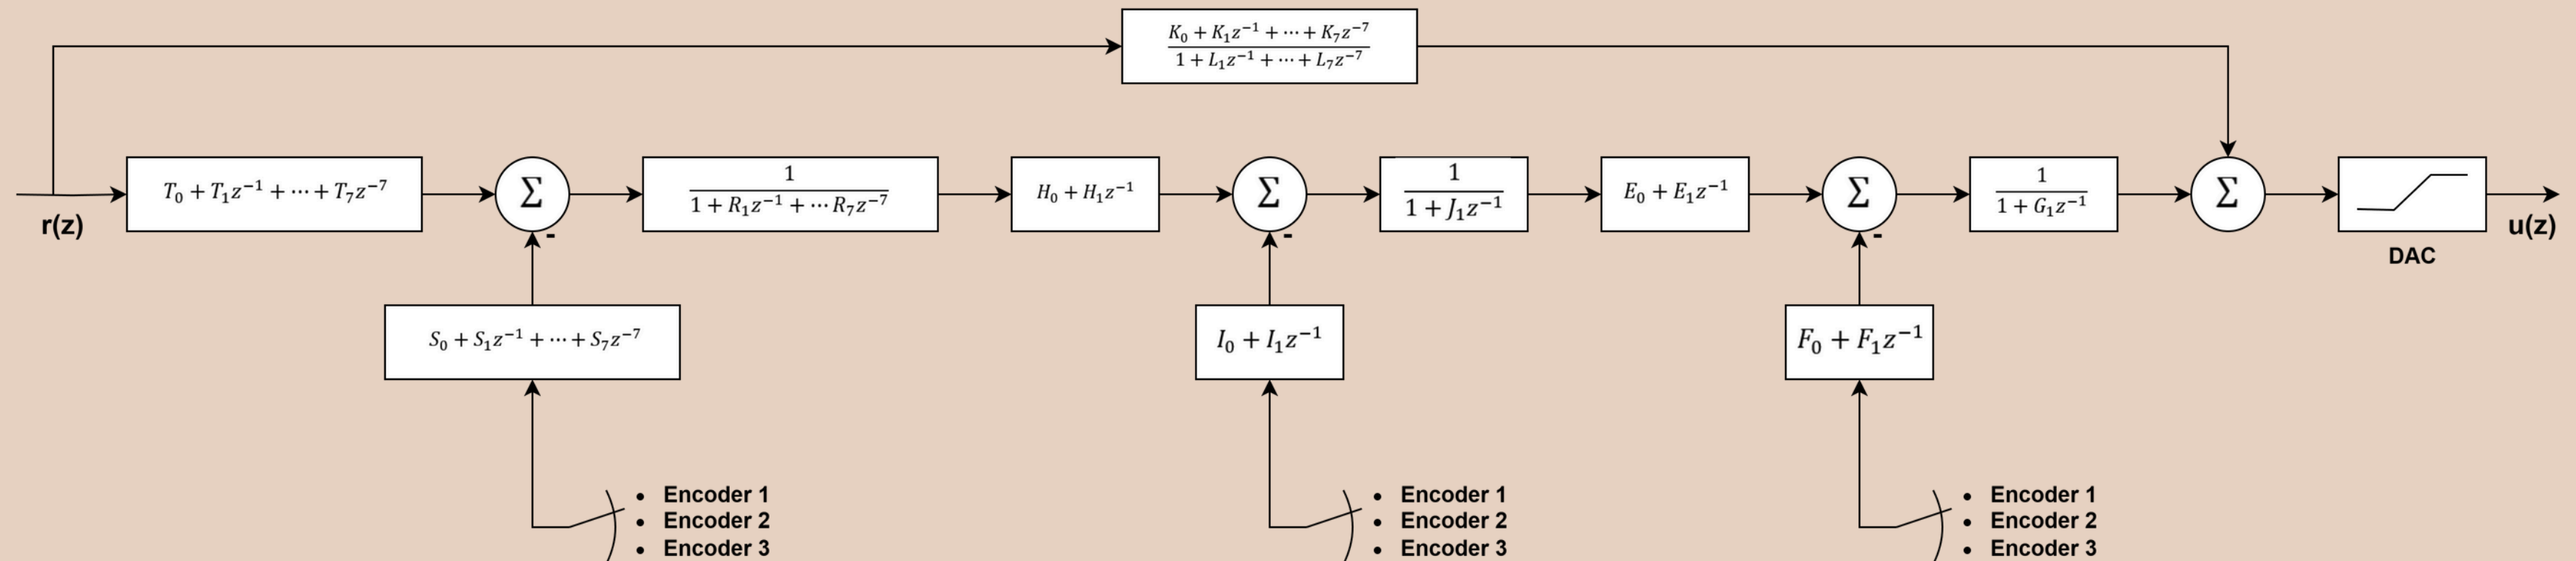 K₀ + K₁z⁻¹ + ⋯ + K₇z⁻⁷
1 + L₁z⁻¹ + ⋯ + L₇z⁻⁷
r(z)
T₀ + T₁z⁻¹ + ⋯ + T₇z⁻⁷
Σ
-
1
1 + R₁z⁻¹ + ⋯ R₇z⁻⁷
H₀ + H₁z⁻¹
Σ
-
1
1 + J₁z⁻¹
E₀ + E₁z⁻¹
Σ
-
1
1 + G₁z⁻¹
Σ
DAC
u(z)
S₀ + S₁z⁻¹ + ⋯ + S₇z⁻⁷
I₀ + I₁z⁻¹
F₀ + F₁z⁻¹
• Encoder 1
• Encoder 2
• Encoder 3
• Encoder 1
• Encoder 2
• Encoder 3
• Encoder 1
• Encoder 2
• Encoder 3